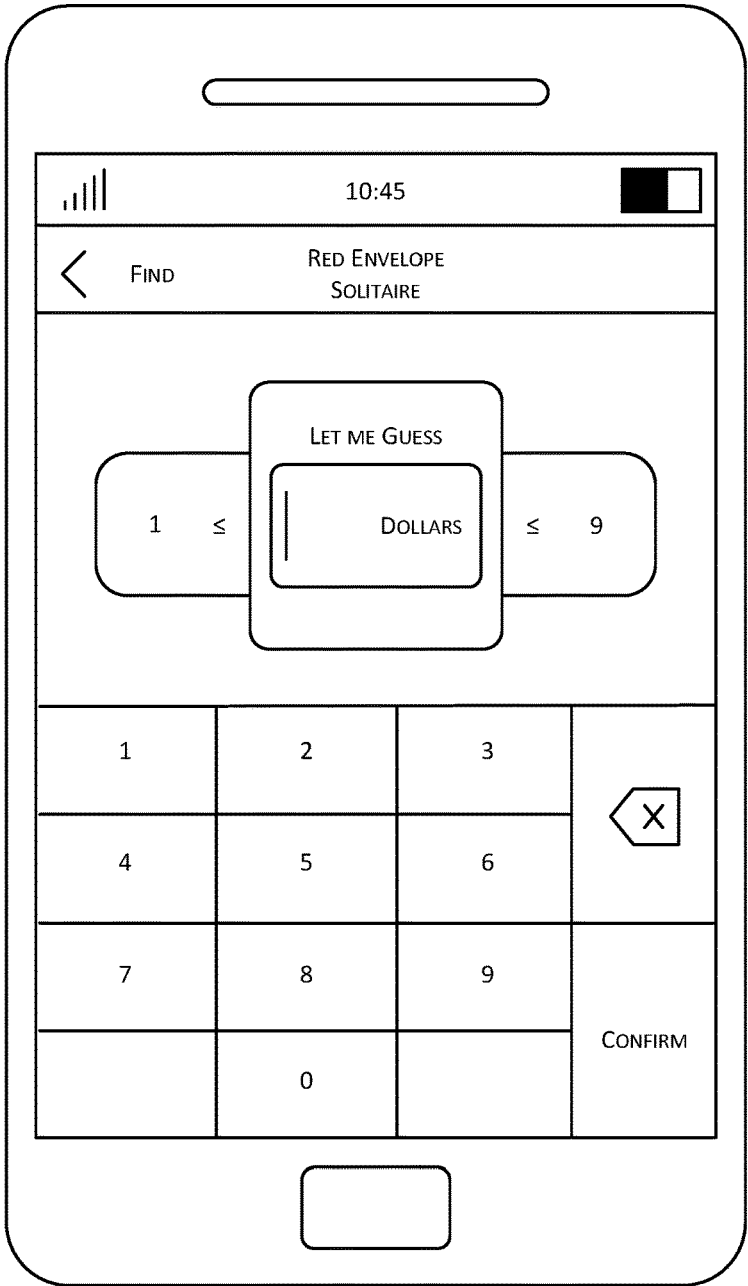 10:45
FIND RED ENVELOPE
SOLITAIRE
LET ME GUESS
1 ≤ DOLLARS ≤ 9
1 2 3
X
4 5 6
7 8 9
CONFIRM
0